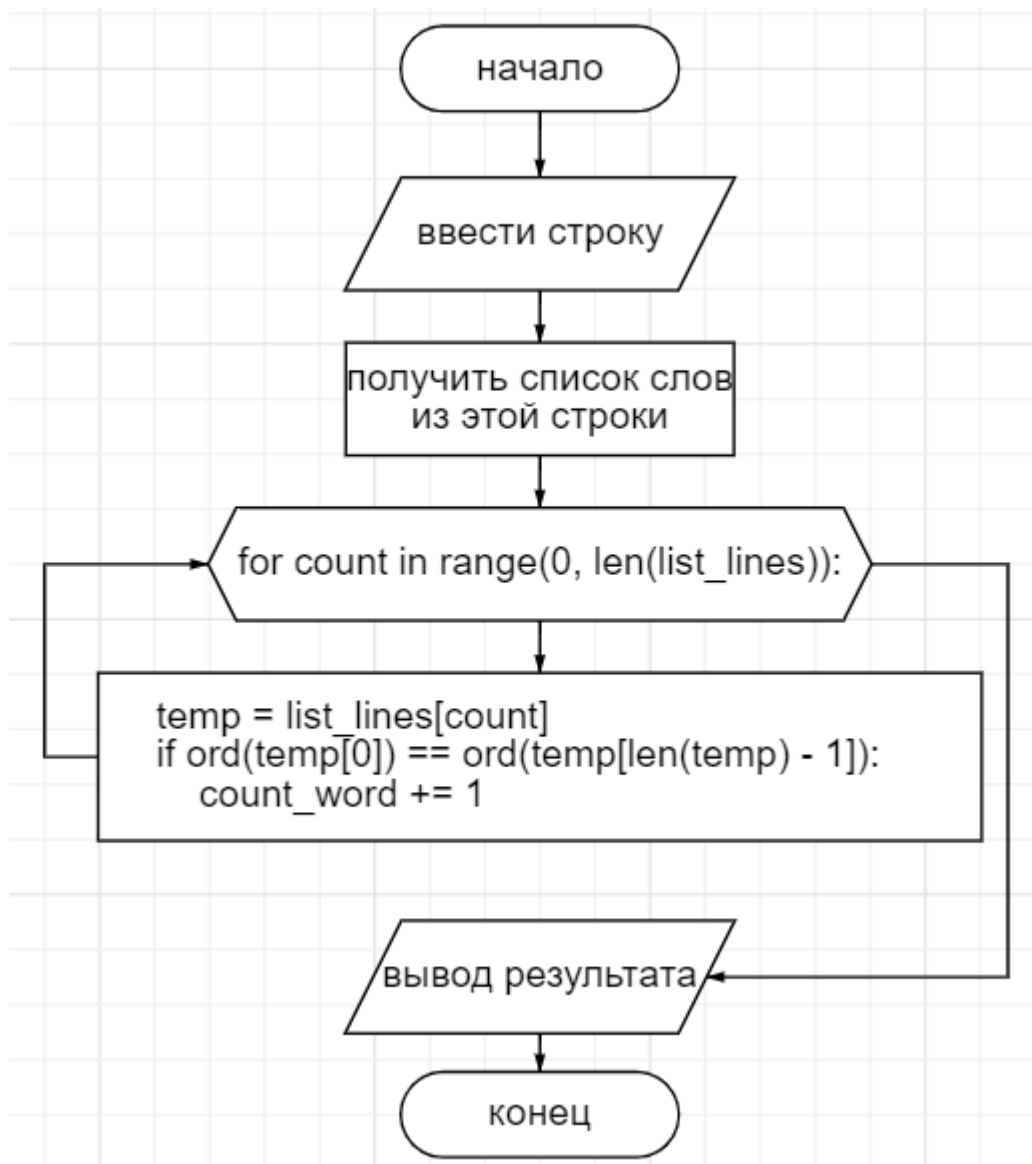 начало
ввести строку
получить список слов
из этой строки
for count in range(0, len(list_lines)):
temp = list_lines[count]
if ord(temp[0]) == ord(temp[len(temp) - 1]):
count_word += 1
вывод результата
конец